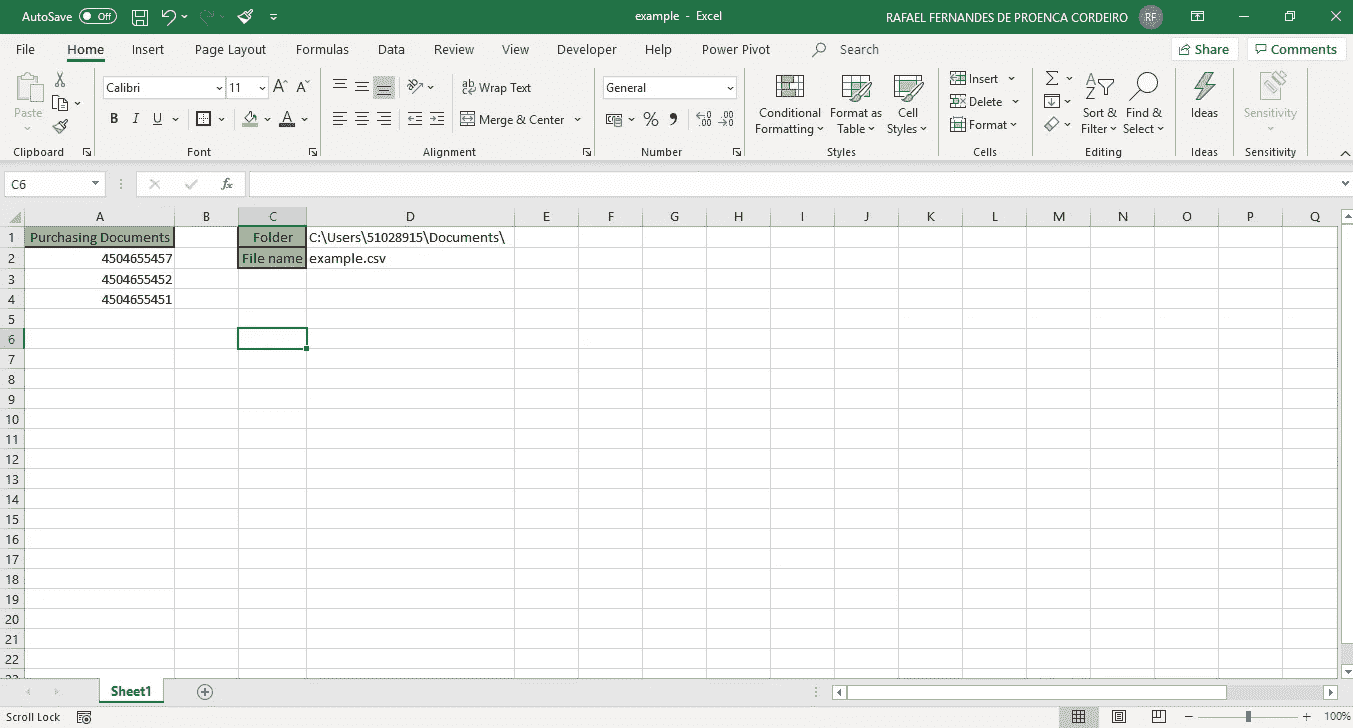 AutoSave Off example - Excel RAFAEL FERNANDES DE PROENCA CORDEIRO RF
File Home Insert Page Layout Formulas Data Review View Developer Help Power Pivot Search Share Comments
Paste Calibri 11 A A ab Wrap Text General Conditional Formatting Format as Table Cell Styles Insert Delete Format Sort & Filter Find & Select Ideas Sensitivity
B I U A Merge & Center %
Clipboard Font Alignment Number Styles Cells Editing Ideas Sensitivity
C6 fx
A B C D E F G H I J K L M N O P Q
1 Purchasing Documents Folder C:\Users\51028915\Documents\
2 4504655457 File name example.csv
3 4504655452
4 4504655451
5
6
7
8
9
10
11
12
13
14
15
16
17
18
19
20
21
22
23
Sheet1
Scroll Lock 100%